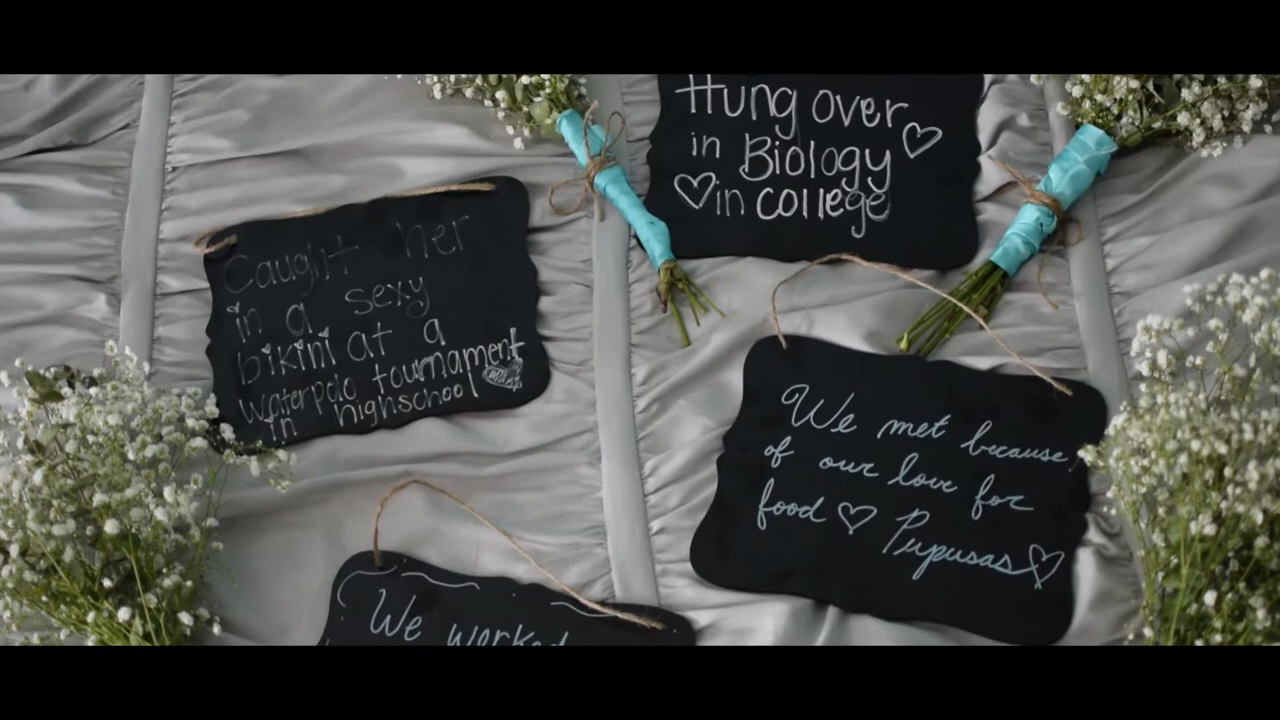 Hung over
in Biology
in college
Caught her
in a sexy
bikini at a
waterpolo tournament
in highschool
We met because
of our love for
food Pupusas
We worked